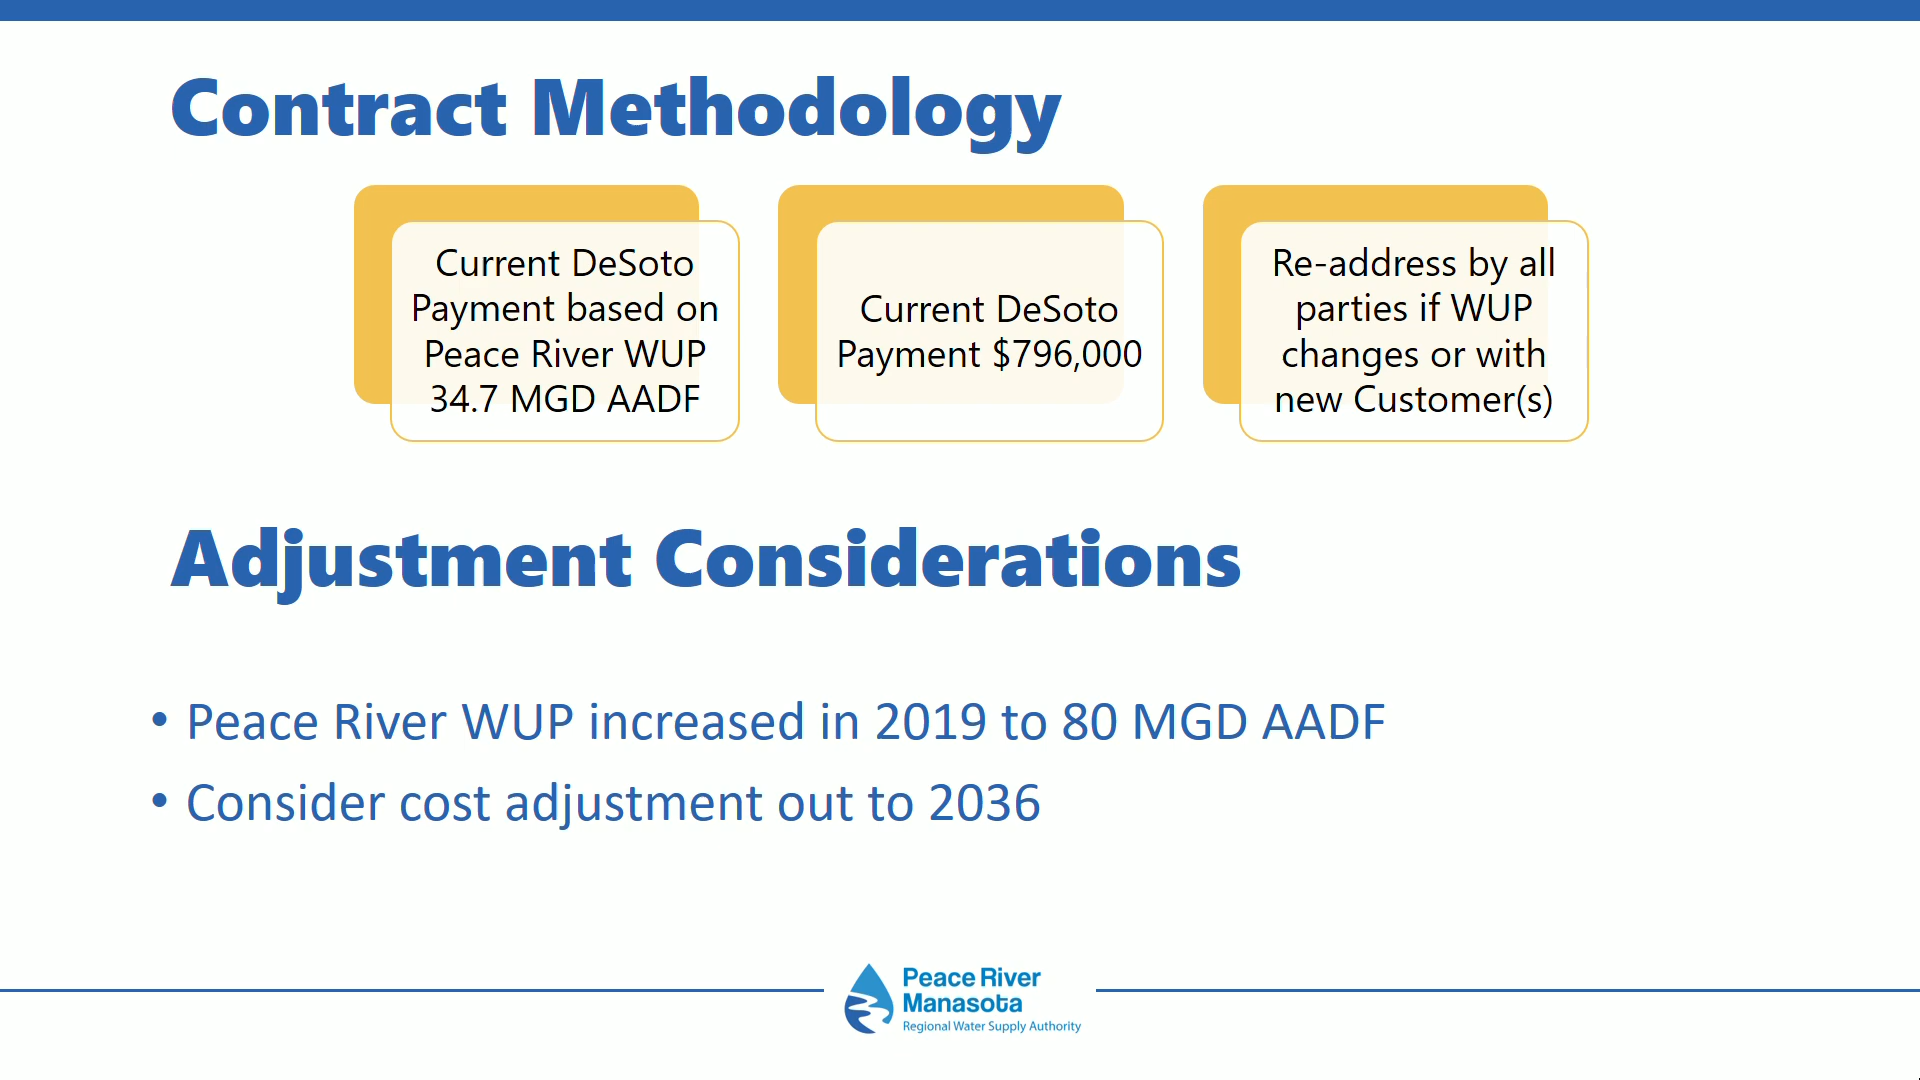 Contract Methodology
Current DeSoto
Payment based on
Peace River WUP
34.7 MGD AADF
Current DeSoto
Payment $796,000
Re-address by all
parties if WUP
changes or with
new Customer(s)
Adjustment Considerations
• Peace River WUP increased in 2019 to 80 MGD AADF
• Consider cost adjustment out to 2036
Peace River
Manasota
Regional Water Supply Authority